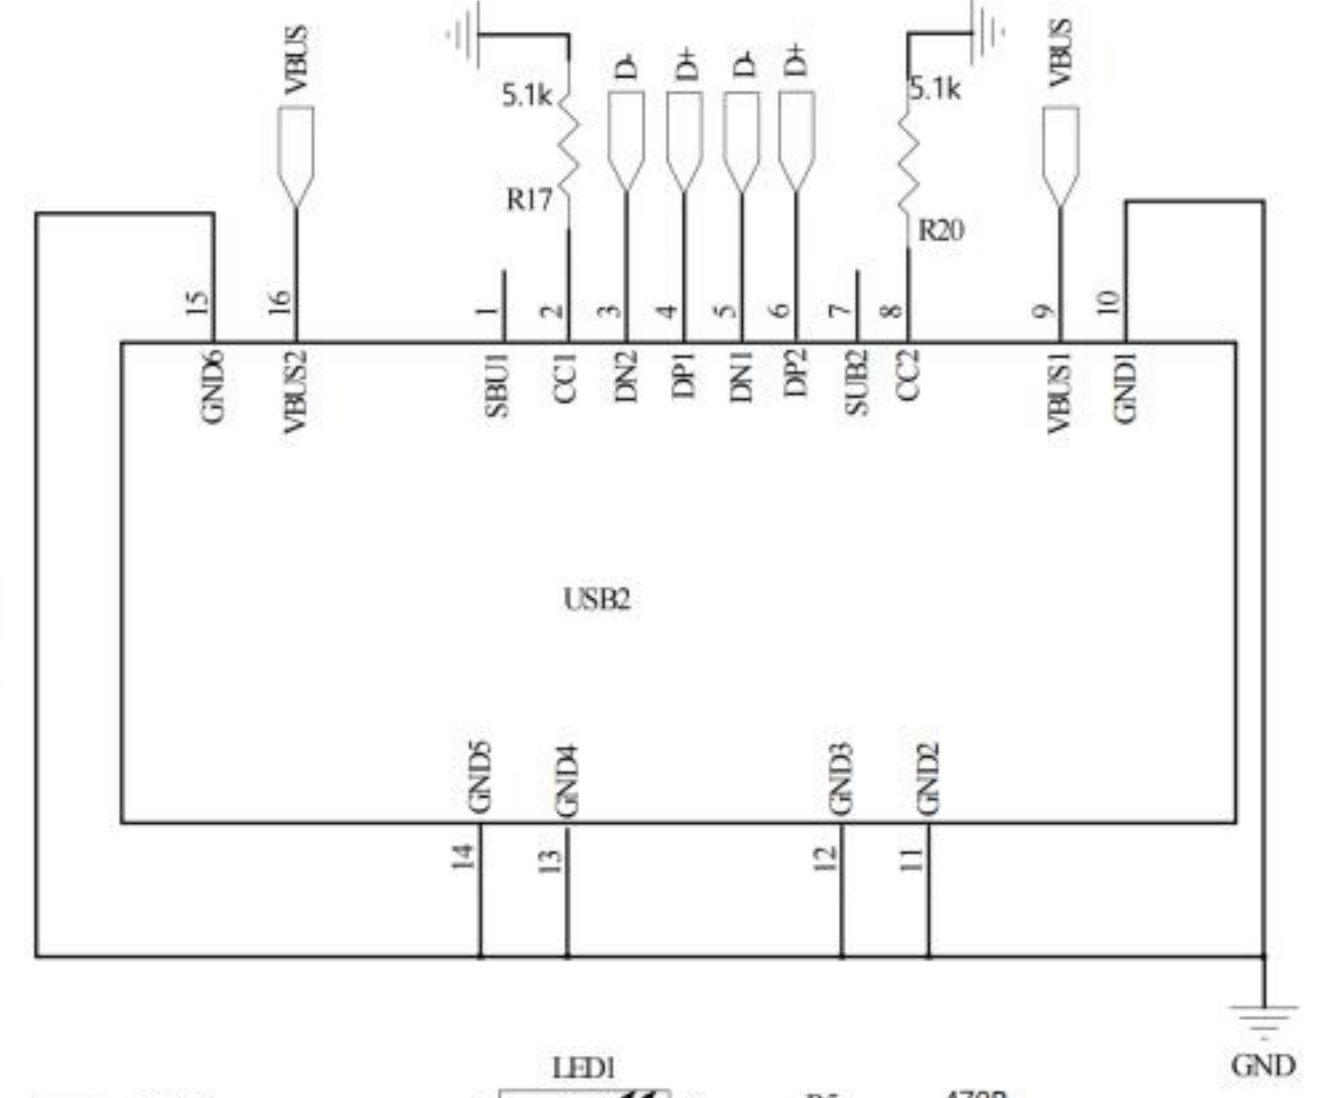 VBUS
5.1k
D-
D+
D-
D+
5.1k
VBUS
R17
R20
15
16
1
2
3
4
5
6
7
8
9
10
GND6
VBUS2
SBU1
CC1
DN2
DP1
DN1
DP2
SUB2
CC2
VBUS1
GND1
USB2
GND5
GND4
GND3
GND2
14
13
12
11
GND
LED1